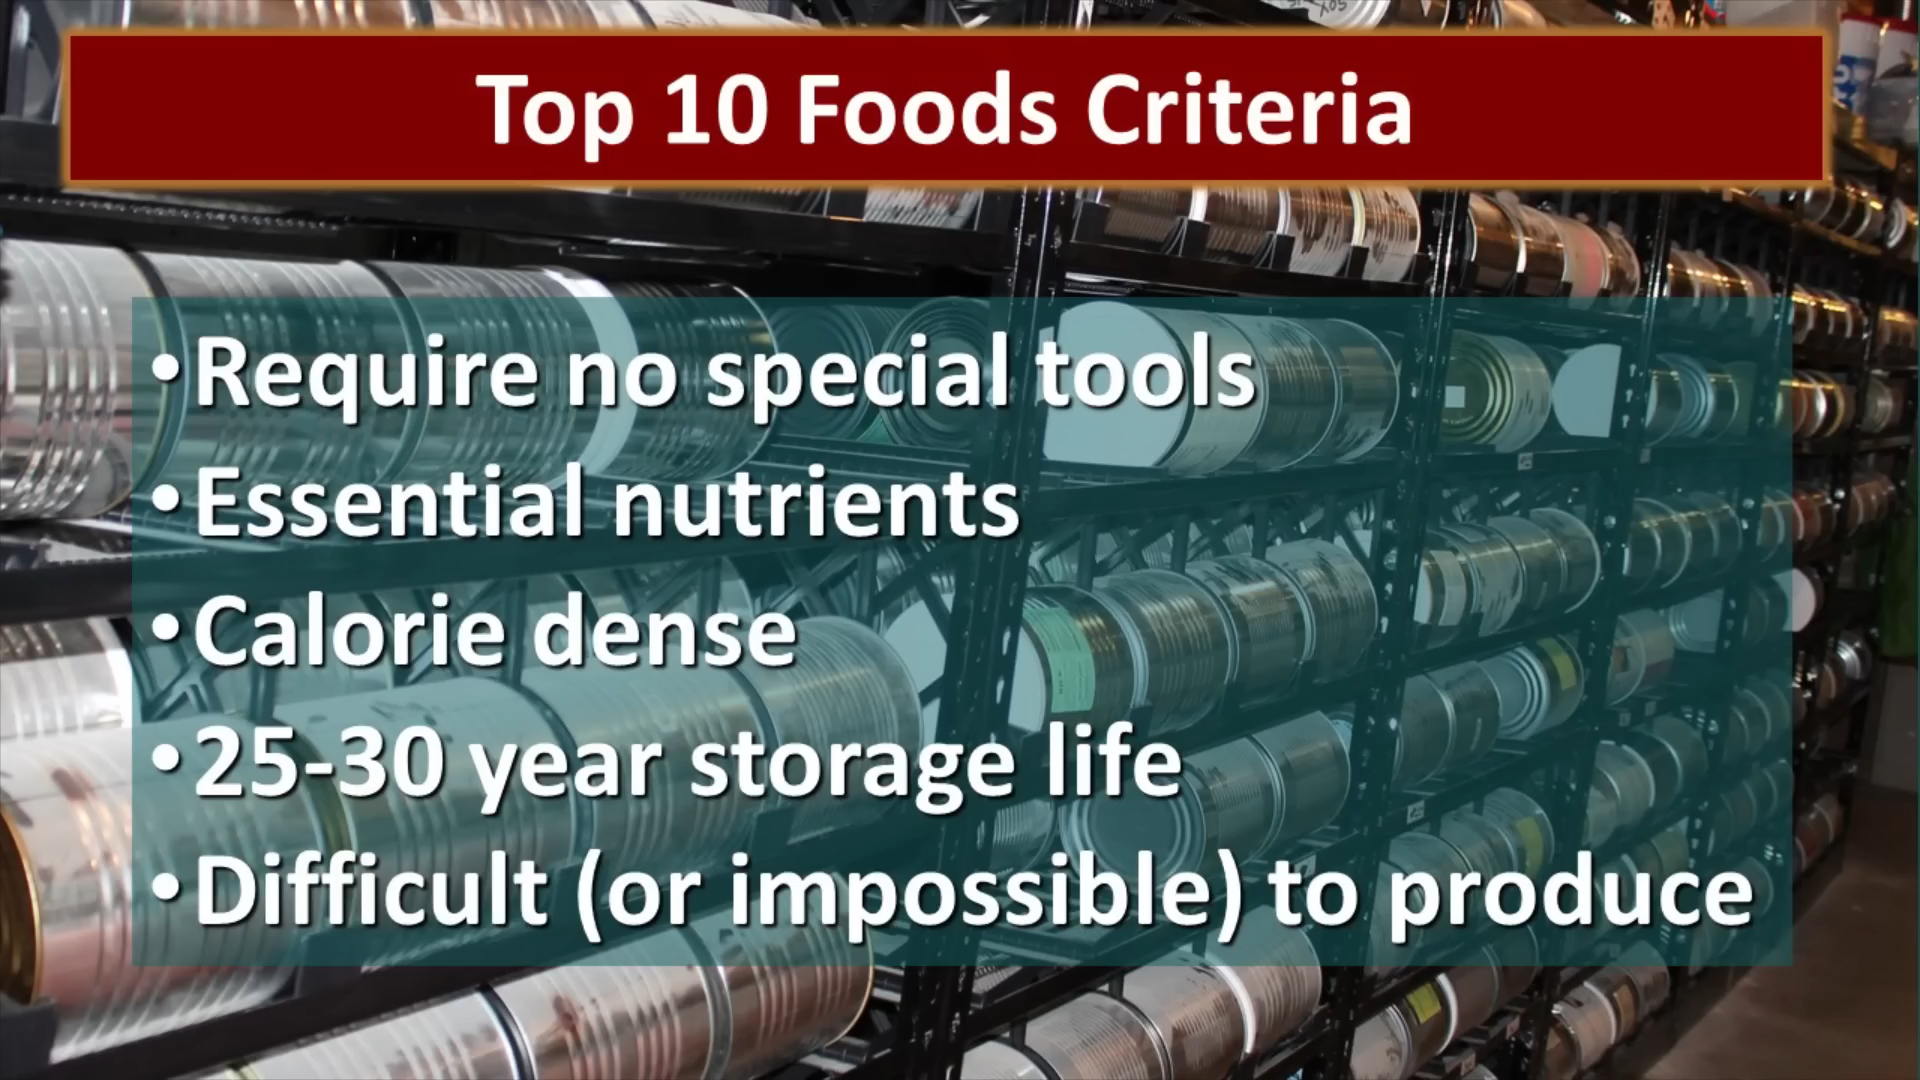 Top 10 Foods Criteria
•Require no special tools
•Essential nutrients
•Calorie dense
•25-30 year storage life
•Difficult (or impossible) to produce